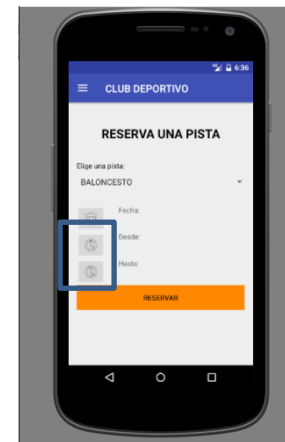 6:36
CLUB DEPORTIVO
RESERVA UNA PISTA
Elige una pista:
BALONCESTO
Fecha:
Desde:
Hasta:
RESERVAR